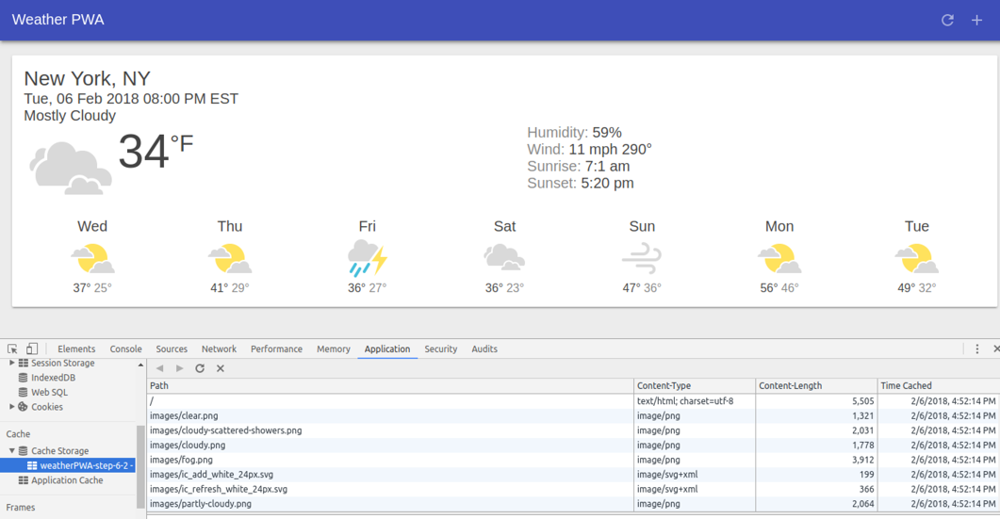 Weather PWA
New York, NY
Tue, 06 Feb 2018 08:00 PM EST
Mostly Cloudy
34°F
Humidity: 59%
Wind: 11 mph 290°
Sunrise: 7:1 am
Sunset: 5:20 pm
Wed Thu Fri Sat Sun Mon Tue
37° 25° 41° 29° 36° 27° 36° 23° 47° 36° 56° 46° 49° 32°
Elements Console Sources Network Performance Memory Application Security Audits
Session Storage
IndexedDB
Web SQL
Cookies
Cache
Cache Storage
weatherPWA-step-6-2 -
Application Cache
Frames
Path Content-Type Content-Length Time Cached
/ text/html; charset=utf-8 5,505 2/6/2018, 4:52:14 PM
images/clear.png image/png 1,321 2/6/2018, 4:52:14 PM
images/cloudy-scattered-showers.png image/png 2,031 2/6/2018, 4:52:14 PM
images/cloudy.png image/png 1,778 2/6/2018, 4:52:14 PM
images/fog.png image/png 3,912 2/6/2018, 4:52:14 PM
images/ic_add_white_24px.svg image/svg+xml 199 2/6/2018, 4:52:14 PM
images/ic_refresh_white_24px.svg image/svg+xml 366 2/6/2018, 4:52:14 PM
images/partly-cloudy.png image/png 2,064 2/6/2018, 4:52:14 PM